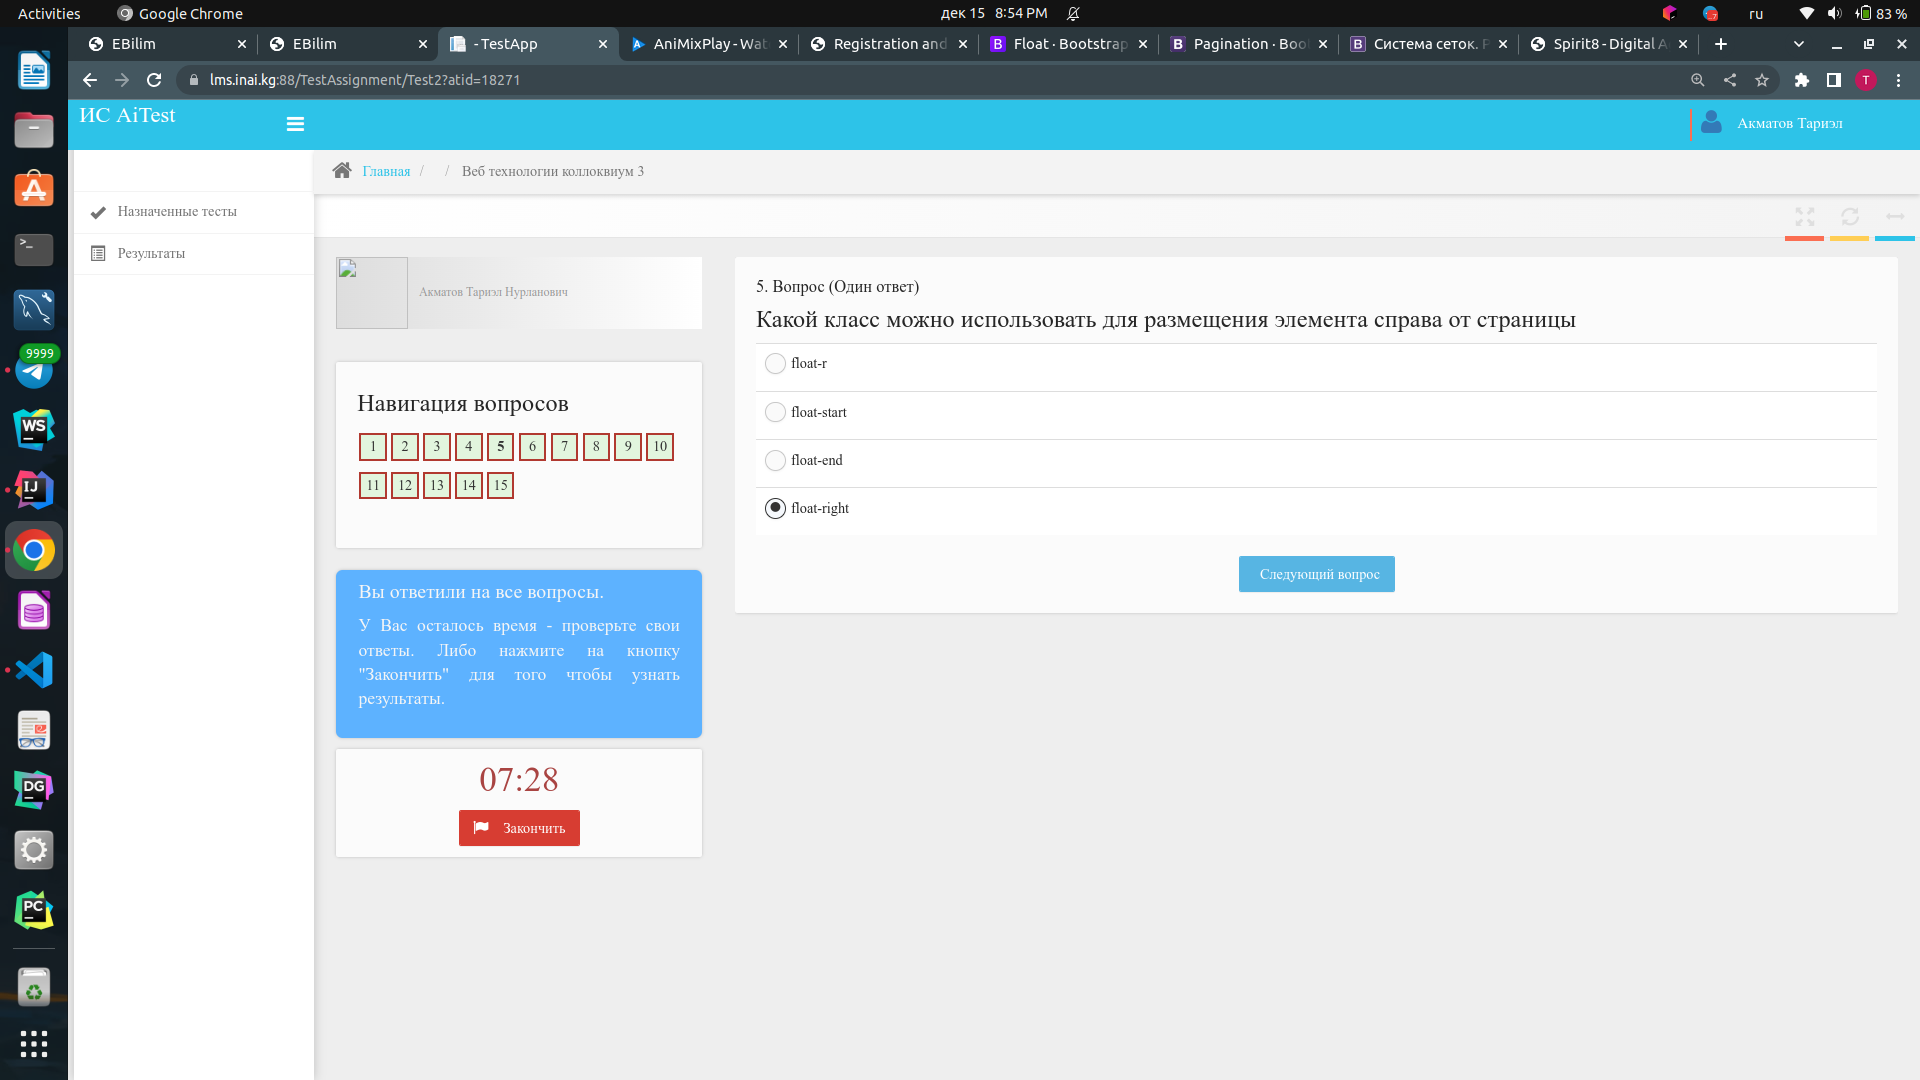 Activities
Google Chrome
дек 15 8:54 PM
ru
83 %
EBilim
EBilim
- TestApp
AniMixPlay - Wat
Registration and
Float · Bootstrap
Pagination · Boot
Система сеток. P
Spirit8 - Digital A
lms.inai.kg:88/TestAssignment/Test2?atid=18271
T
ИС AiTest
Акматов Тариэл
Главная / / Веб технологии коллоквиум 3
Назначенные тесты
Результаты
Акматов Тариэл Нурланович
Навигация вопросов
1 2 3 4 5 6 7 8 9 10
11 12 13 14 15
Вы ответили на все вопросы.
У Вас осталось время - проверьте свои
ответы. Либо нажмите на кнопку
"Закончить" для того чтобы узнать
результаты.
07:28
Закончить
5. Вопрос (Один ответ)
Какой класс можно использовать для размещения элемента справа от страницы
float-r
float-start
float-end
float-right
Следующий вопрос
9999
WS
IJ
DG
PC